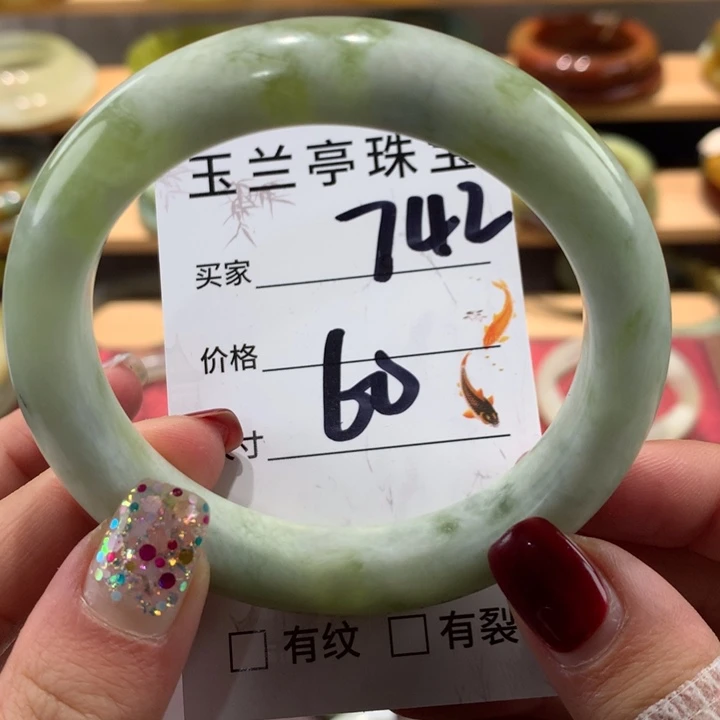 玉兰亭珠宝
买家 742
价格
60
寸
有纹 有裂